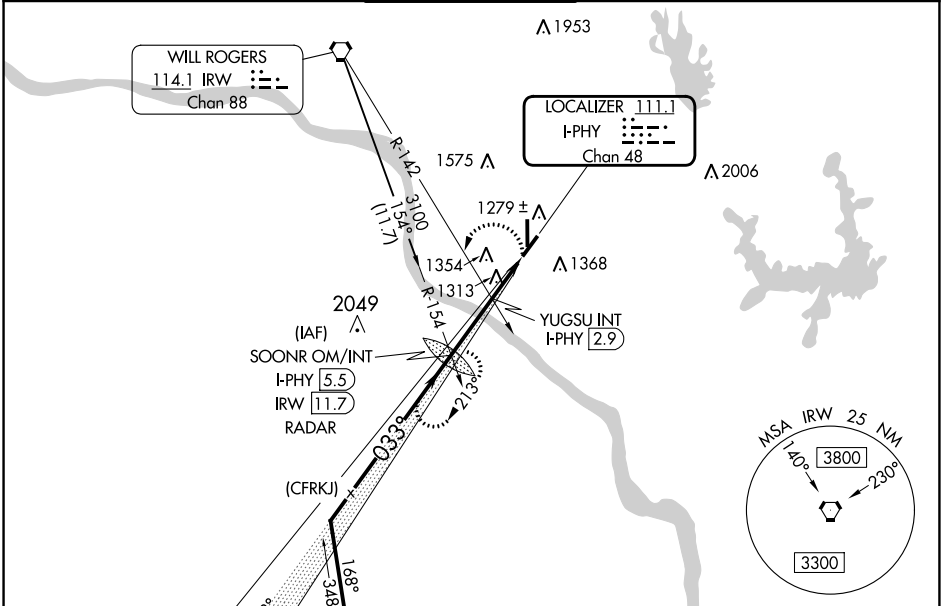 1953
WILL ROGERS
114.1 IRW
Chan 88
LOCALIZER 111.1
I-PHY
Chan 48
R-142
1575
2006
3100
154°
(11.7)
1279 ±
1354
1368
1313
R-154
2049
YUGSU INT
I-PHY 2.9
(IAF)
SOONR OM/INT
I-PHY 5.5
IRW 11.7
RADAR
213°
033°
(CFRKJ)
MSA IRW 25 NM
140°
3800
230°
3300
168°
348